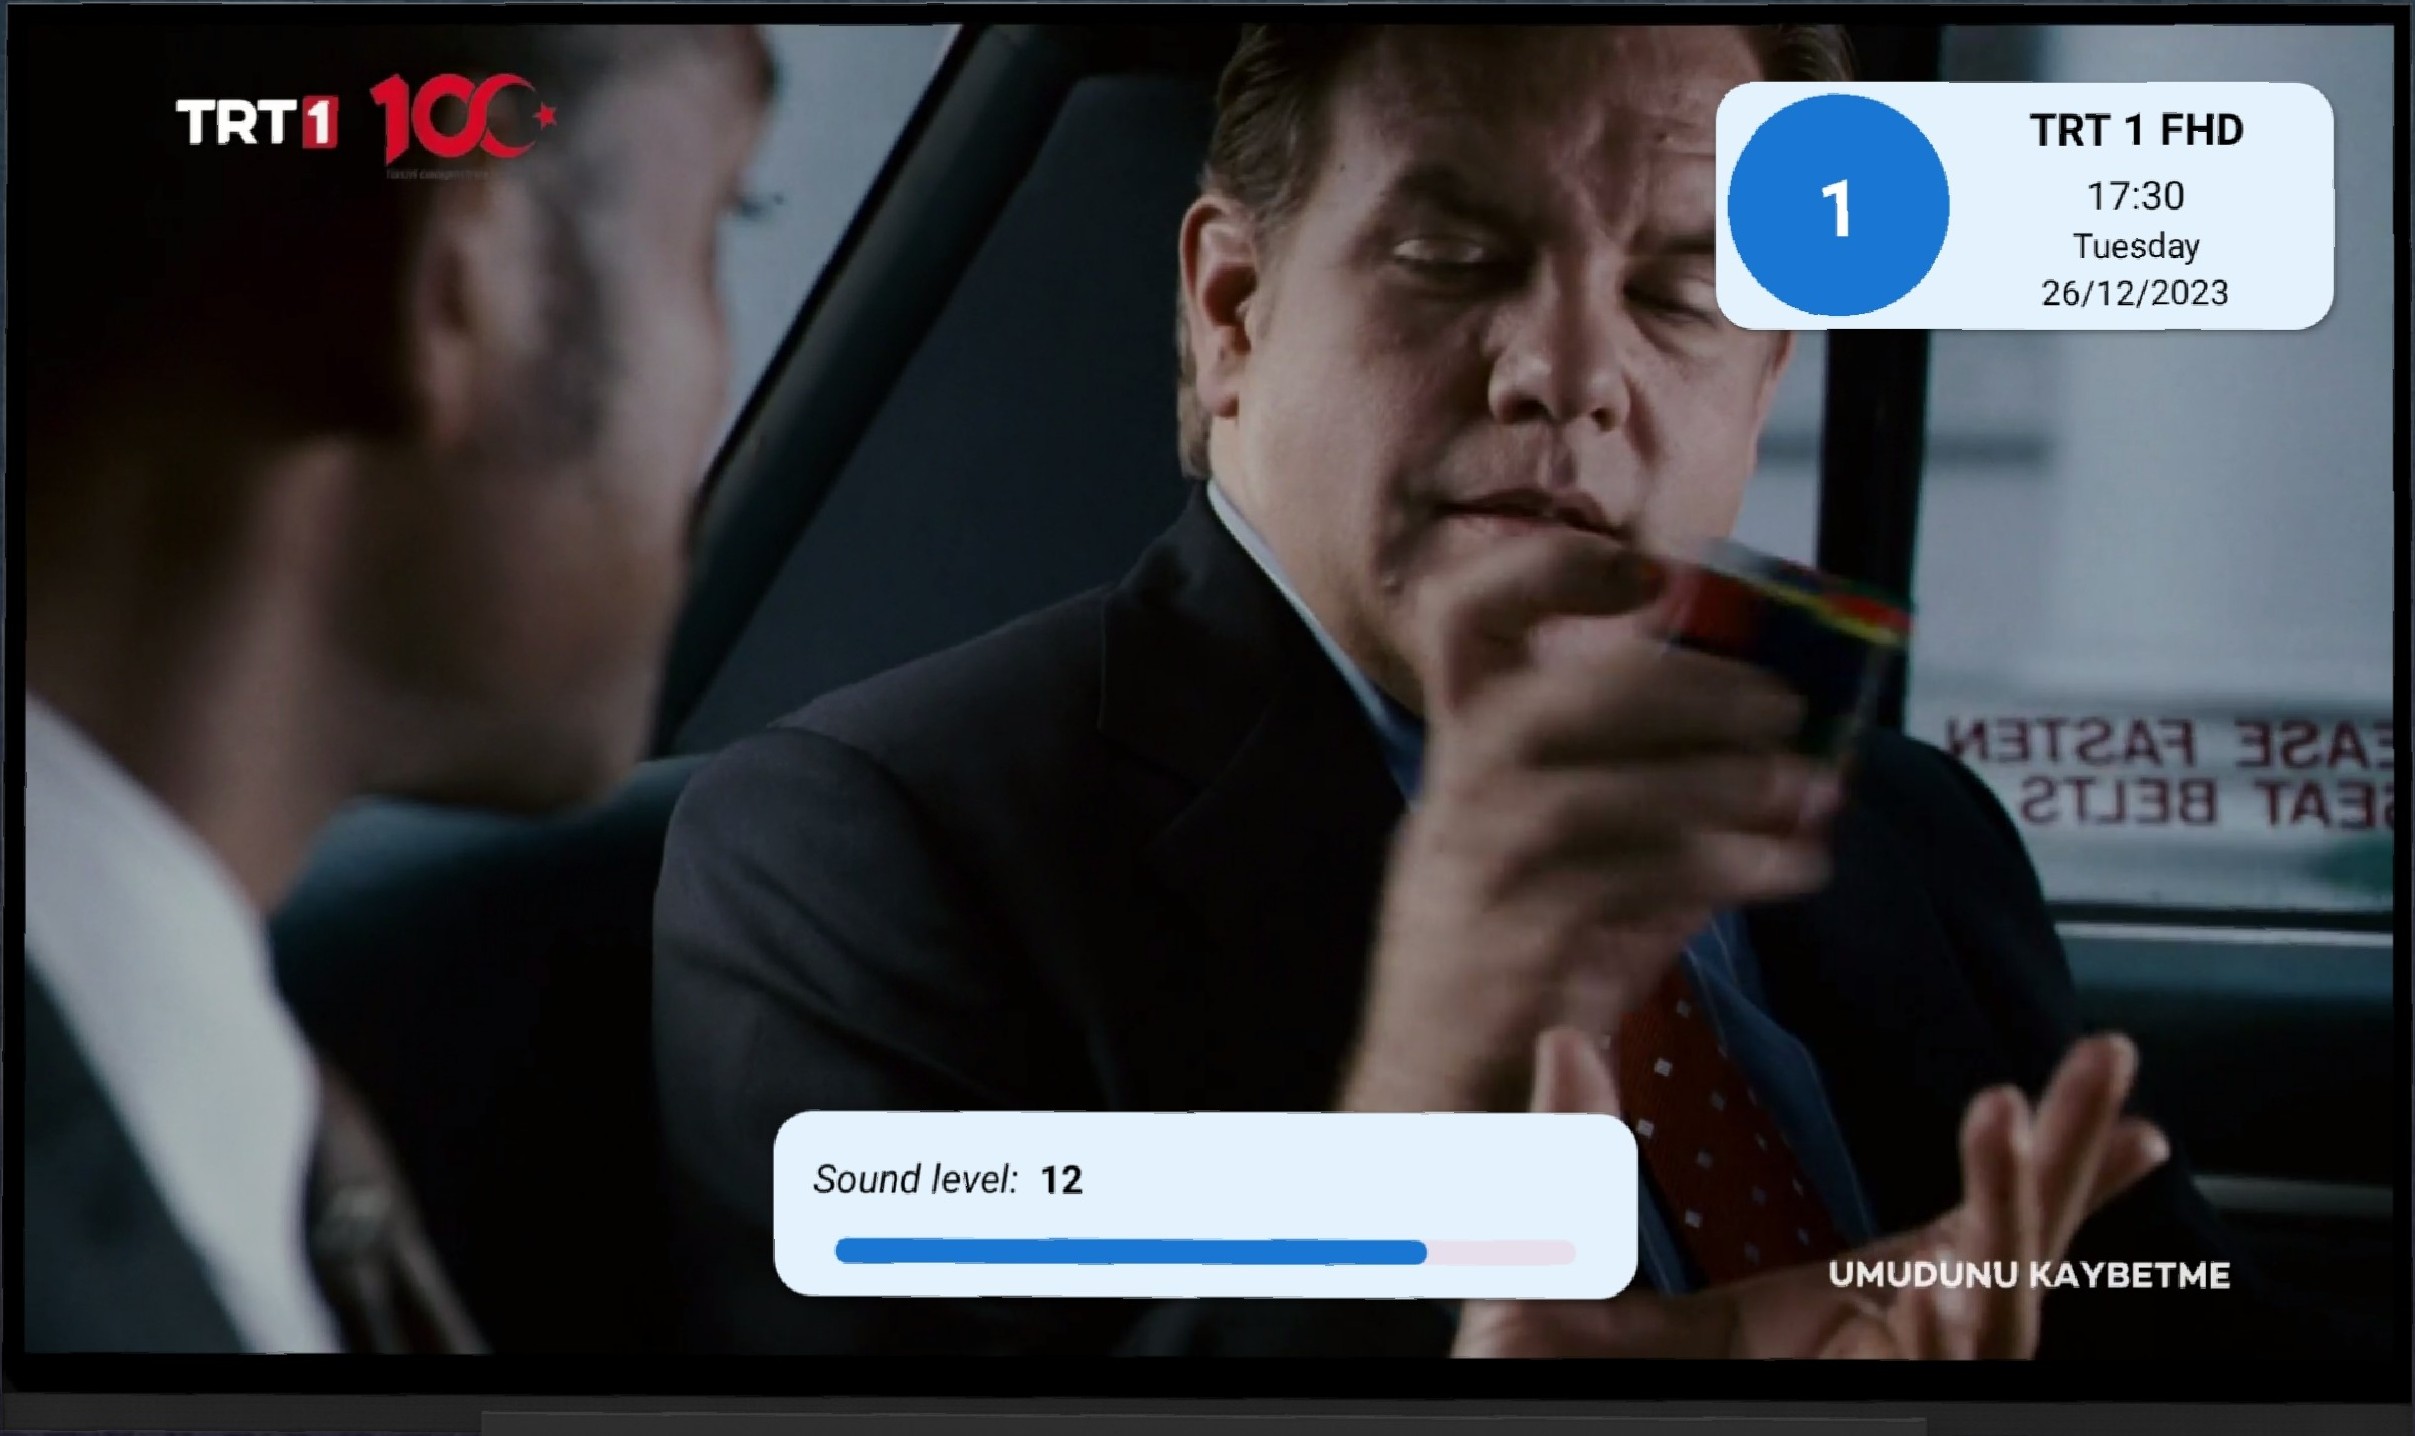 TRT1 100
1
TRT 1 FHD
17:30
Tuesday
26/12/2023
EASE FASTEN
SEAT BELTS
Sound level: 12
UMUDUNU KAYBETME